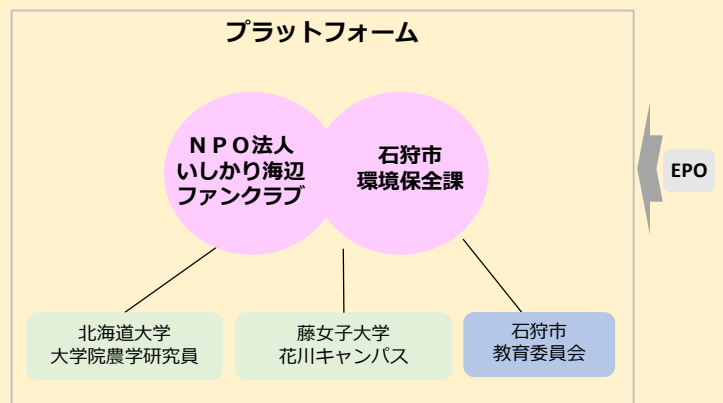 プラットフォーム
ＮＰＯ法人
いしかり海辺
ファンクラブ
石狩市
環境保全課
EPO
北海道大学
大学院農学研究員
藤女子大学
花川キャンパス
石狩市
教育委員会